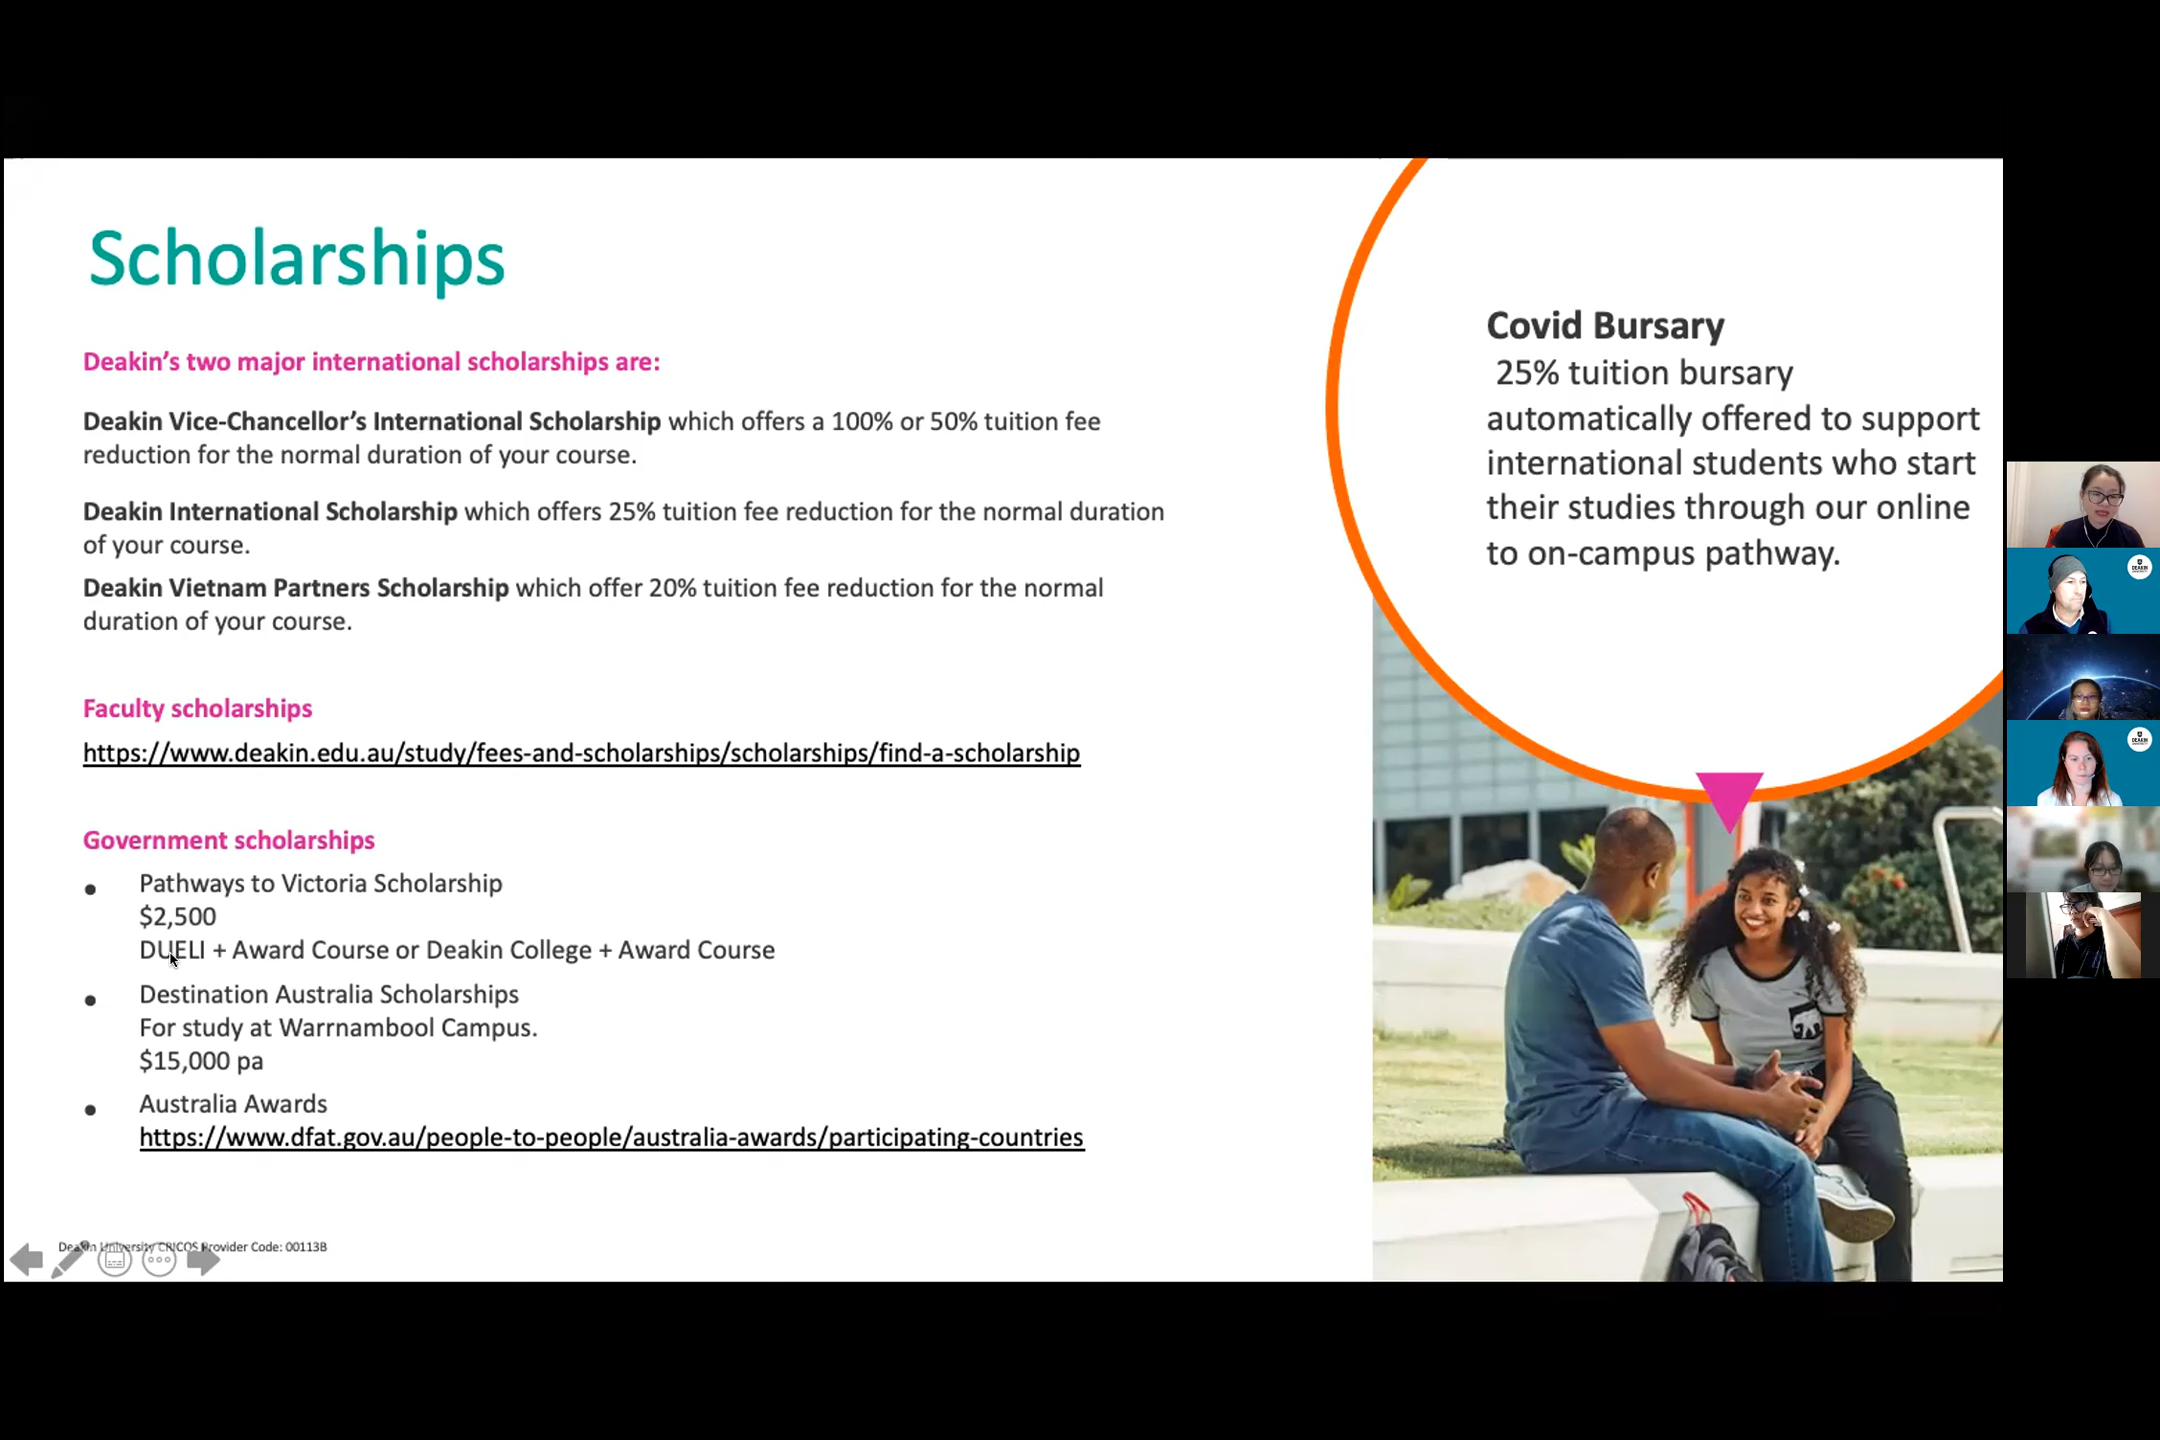 Scholarships
Deakin's two major international scholarships are:
Deakin Vice-Chancellor's International Scholarship which offers a 100% or 50% tuition fee
reduction for the normal duration of your course.
Deakin International Scholarship which offers 25% tuition fee reduction for the normal duration
of your course.
Deakin Vietnam Partners Scholarship which offer 20% tuition fee reduction for the normal
duration of your course.
Faculty scholarships
https://www.deakin.edu.au/study/fees-and-scholarships/scholarships/find-a-scholarship
Government scholarships
• Pathways to Victoria Scholarship
$2,500
DUELI + Award Course or Deakin College + Award Course
• Destination Australia Scholarships
For study at Warrnambool Campus.
$15,000 pa
• Australia Awards
https://www.dfat.gov.au/people-to-people/australia-awards/participating-countries
Deakin University CRICOS Provider Code: 00113B
Covid Bursary
25% tuition bursary
automatically offered to support
international students who start
their studies through our online
to on-campus pathway.
DEAKIN
UNIVERSITY
DEAKIN
UNIVERSITY